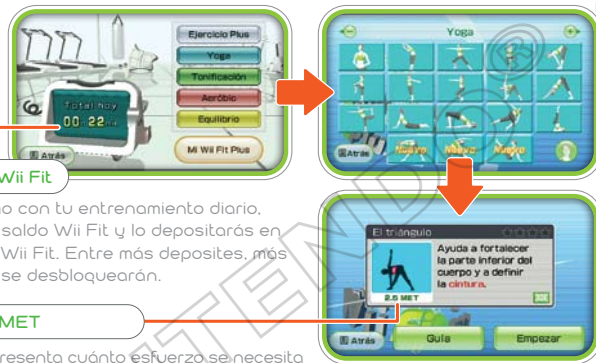 Ejercicio Plus
Yoga
Tonificación
Aeróbio
Equilibrio
Mi Wii Fit Plus
Total hoy
00:22
Atrás
Yoga
Nuevo
Nuevo
Nuevo
Atrás
Wii Fit
o con tu entrenamiento diario,
saldo Wii Fit y lo depositarás en
Wii Fit. Entre más deposites, más
se desbloquearán.
El triángulo
Ayuda a fortalecer
la parte inferior del
cuerpo y a definir
la cintura.
2.5 MET
Atrás
Guía
Empezar
MET
resenta cuánto esfuerzo se necesita
NTENDO®